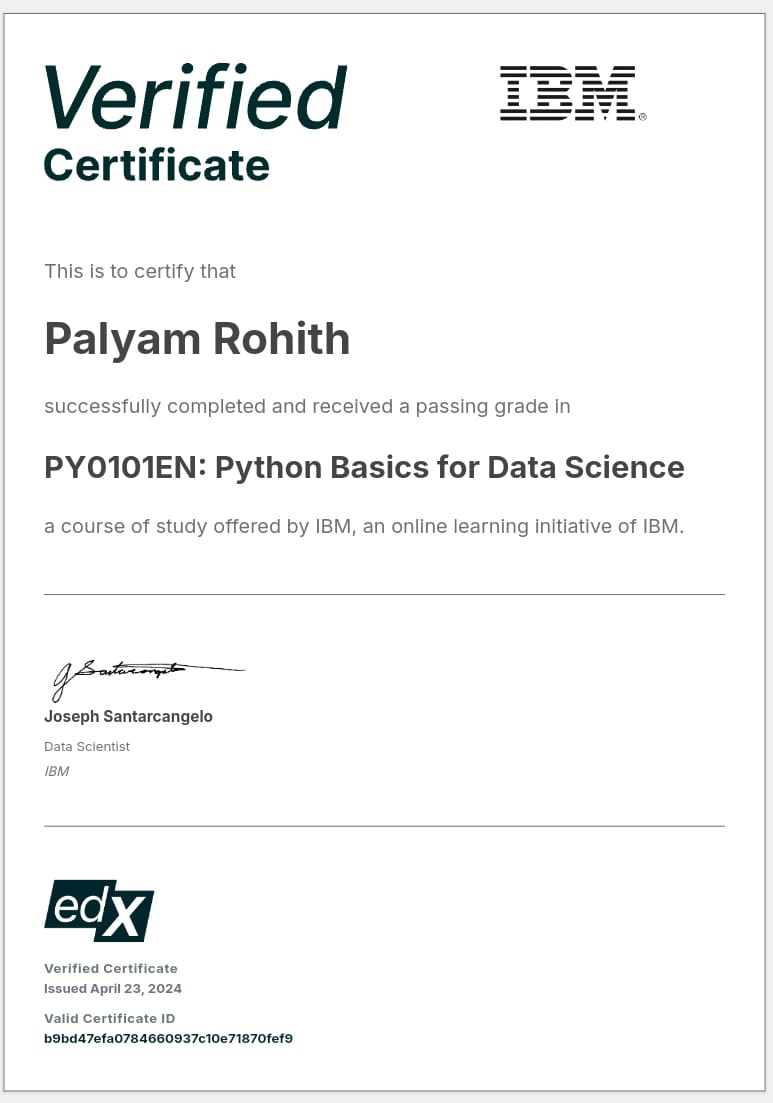 Verified
Certificate
IBM®
This is to certify that
Palyam Rohith
successfully completed and received a passing grade in
PY0101EN: Python Basics for Data Science
a course of study offered by IBM, an online learning initiative of IBM.
J Santarcangelo
Joseph Santarcangelo
Data Scientist
IBM
edX
Verified Certificate
Issued April 23, 2024
Valid Certificate ID
b9bd47efa0784660937c10e71870fef9